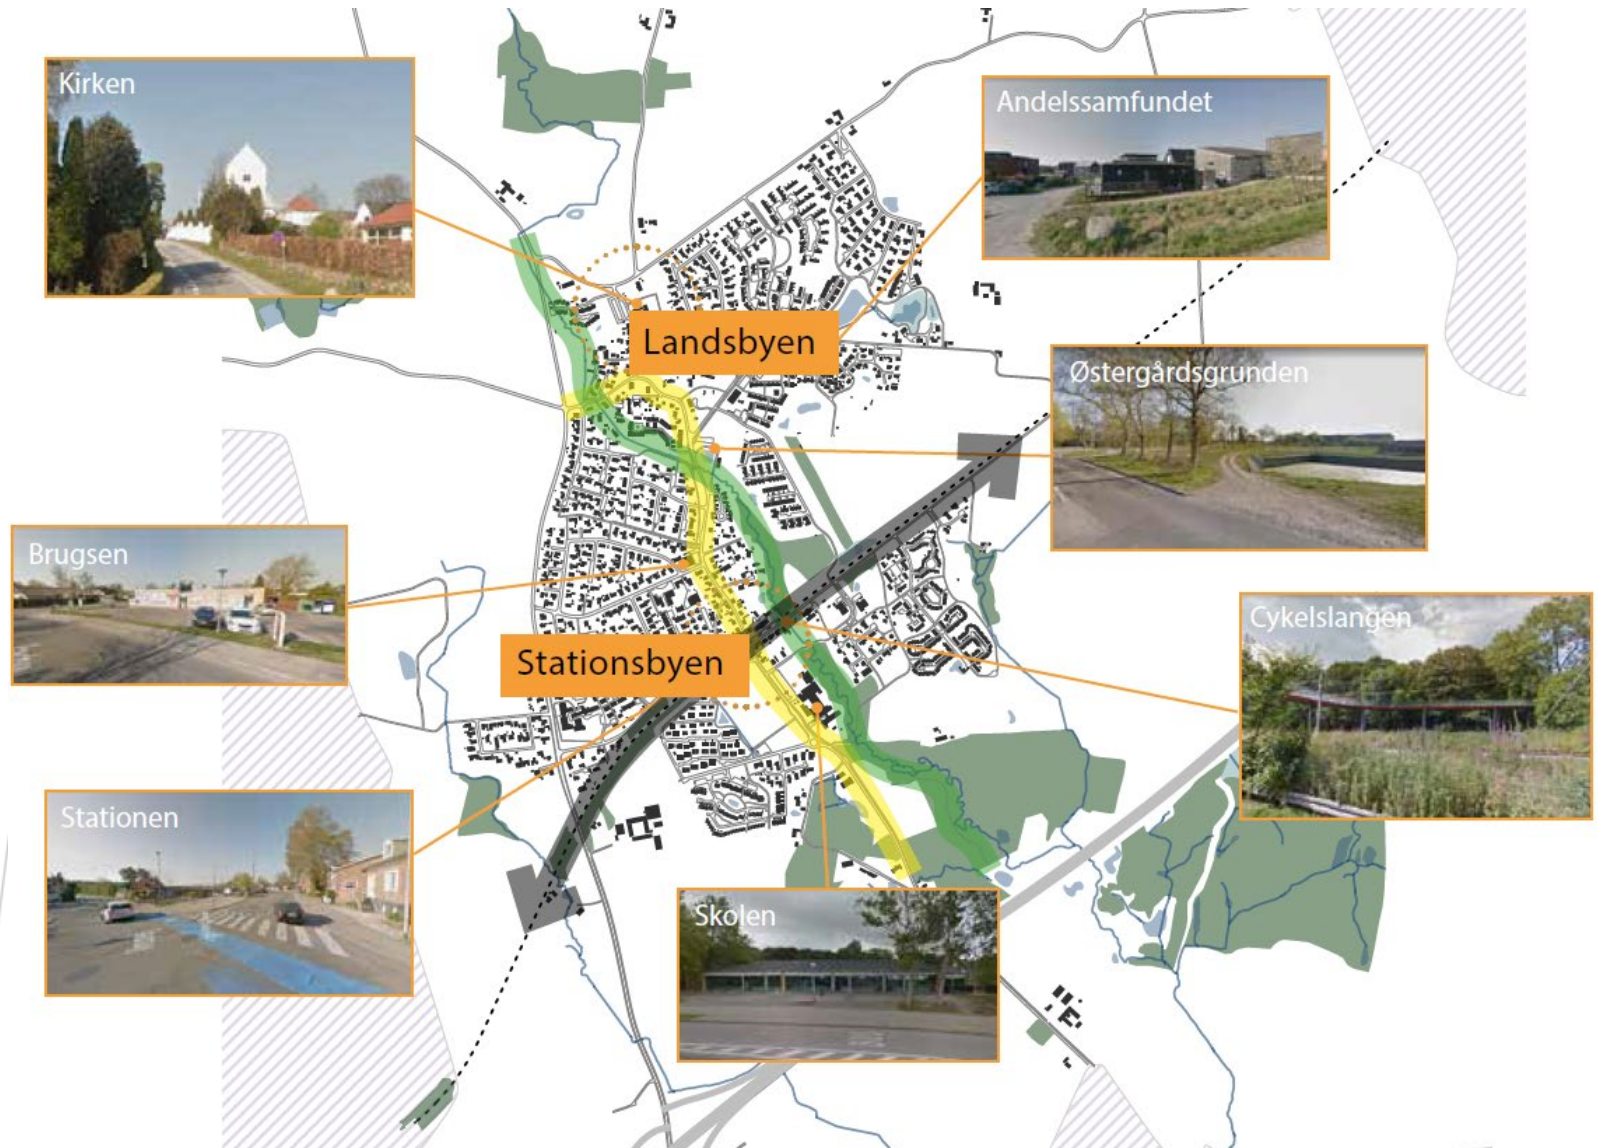 Kirken
Andelssamfundet
Landsbyen
Østergårdsgrunden
Brugsen
Cykelslangen
Stationsbyen
Stationen
Skolen